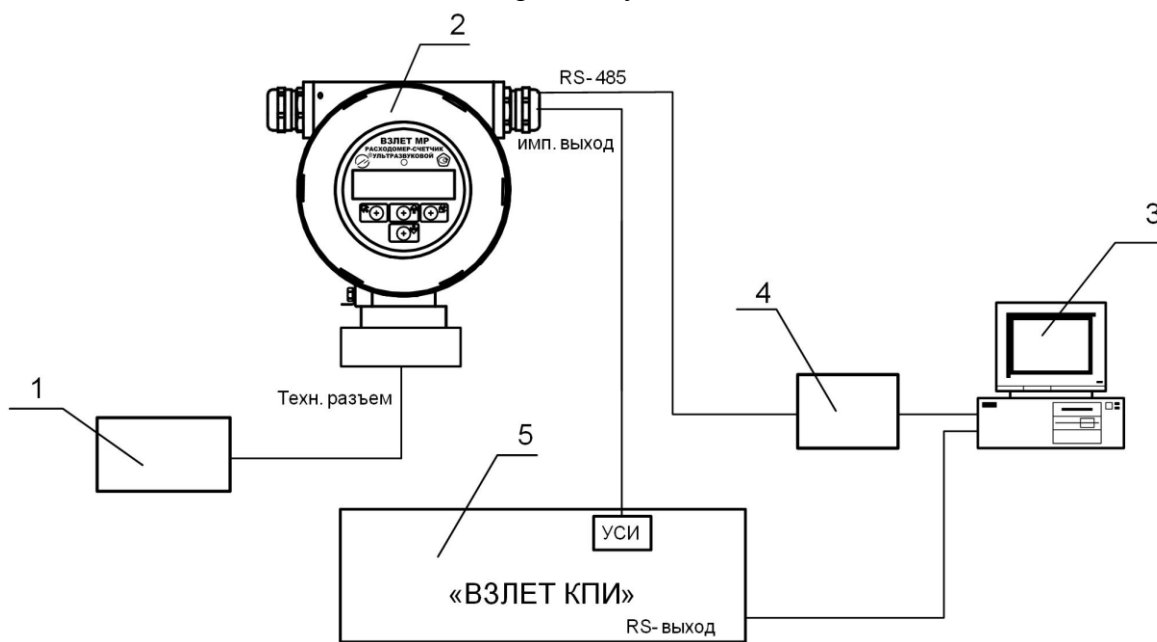 2
RS-485
ВЗЛЕТ МР
РАСХОДОМЕР-СЧЕТЧИК
УЛЬТРАЗВУКОВОЙ
имп. выход
3
4
1
Техн. разъем
5
УСИ
«ВЗЛЕТ КПИ»
RS- выход